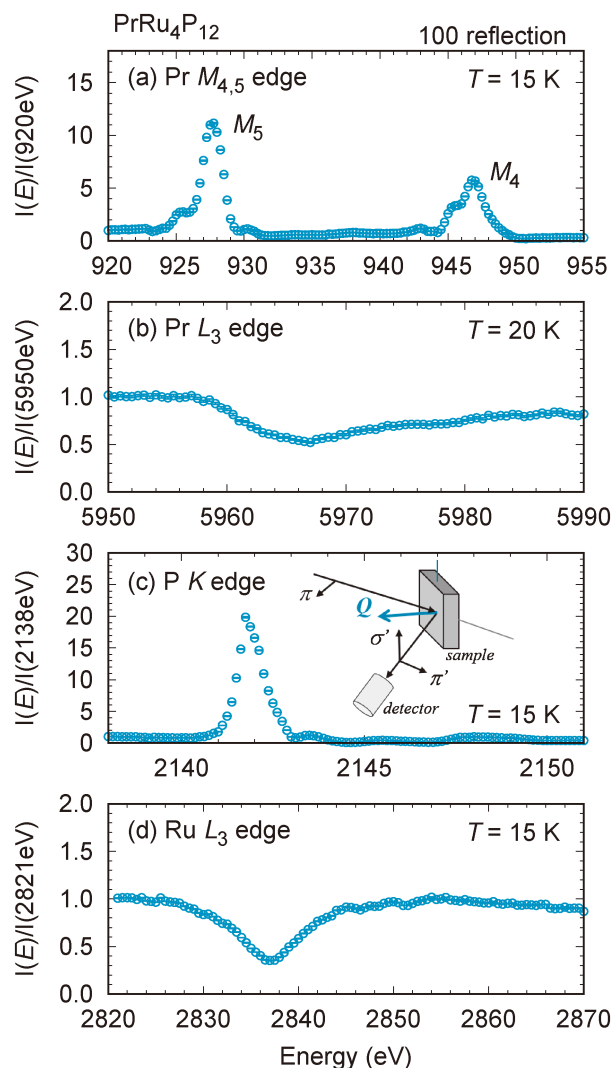 PrRu₄P₁₂
100 reflection
(a) Pr M₄,₅ edge
T = 15 K
M₅
M₄
I(E)/I(920eV)
15
10
5
0
920 925 930 935 940 945 950 955
(b) Pr L₃ edge
T = 20 K
I(E)/I(5950eV)
2.0
1.5
1.0
0.5
0.0
5950 5960 5970 5980 5990
(c) P K edge
π
Q
σ'
π'
sample
detector
T = 15 K
I(E)/I(2138eV)
30
25
20
15
10
5
0
2140 2145 2150
(d) Ru L₃ edge
T = 15 K
I(E)/I(2821eV)
2.0
1.5
1.0
0.5
0.0
2820 2830 2840 2850 2860 2870
Energy (eV)